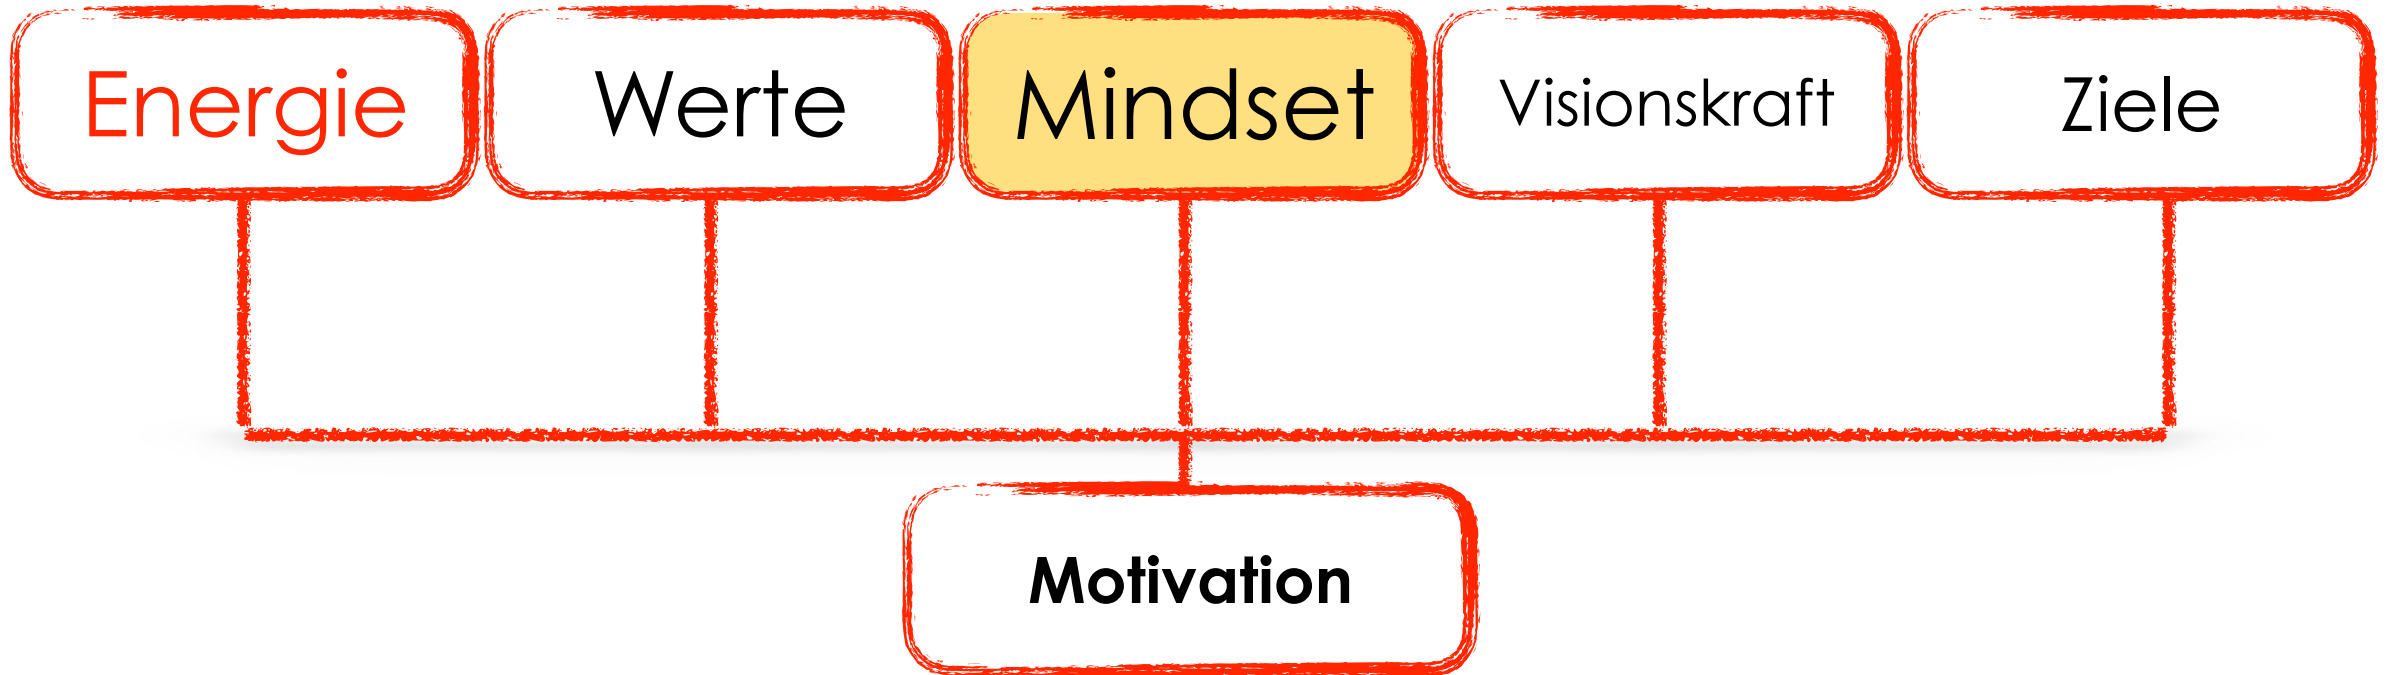 Energie
Werte
Mindset
Visionskraft
Ziele
Motivation